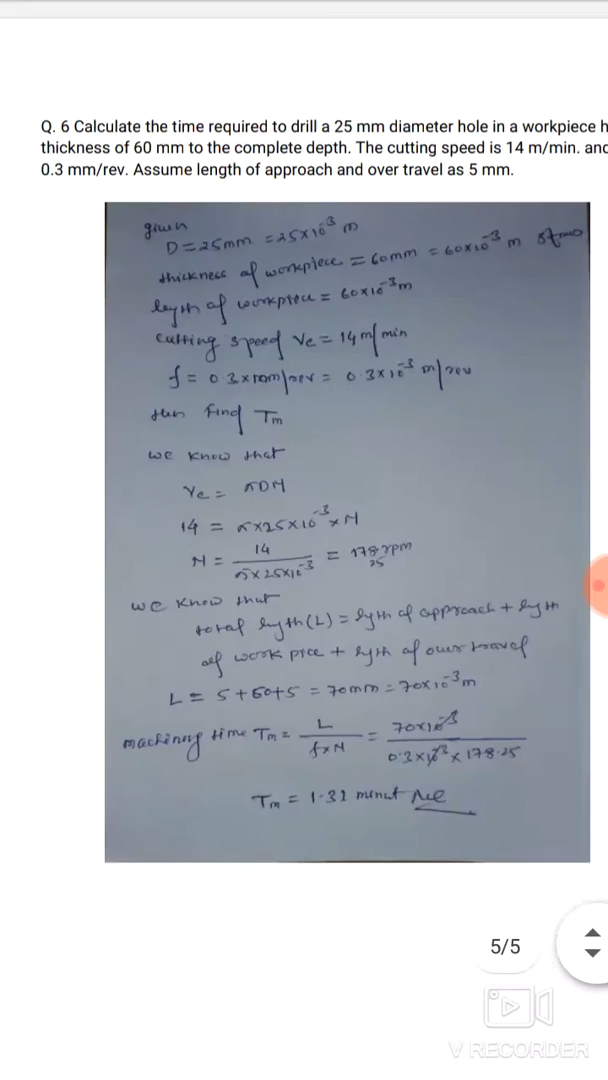 Q. 6 Calculate the time required to drill a 25 mm diameter hole in a workpiece h
thickness of 60 mm to the complete depth. The cutting speed is 14 m/min. and
0.3 mm/rev. Assume length of approach and over travel as 5 mm.
given
D = 25mm = 25×10⁻³ m
thickness of workpiece = 60mm = 60×10⁻³ m
length of workpiece = 60×10⁻³ m
cutting speed Vc = 14 m/min
f = 0.3 mm/rev = 0.3×10⁻³ m/rev
then find Tm
we know that
Vc = πDN
14 = π×25×10⁻³×N
N = 14 / π×25×10⁻³ = 178.25 rpm
we know that
total length (L) = length of approach + length
of work piece + length of over travel
L = 5+60+5 = 70mm = 70×10⁻³ m
machining time Tm = L / f×N = 70×10⁻³ / 0.3×10⁻³×178.25
Tm = 1.31 minut Ans
5/5
V RECORDER